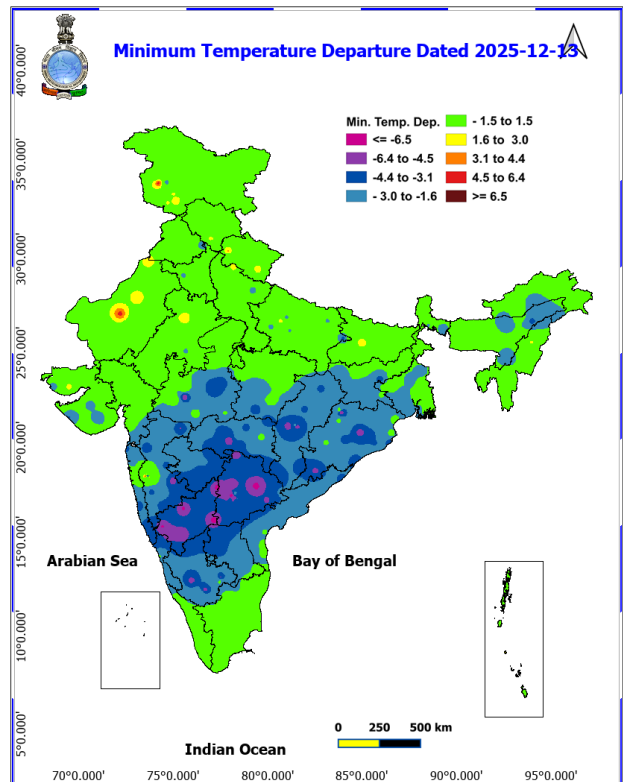 Minimum Temperature Departure Dated 2025-12-13
Min. Temp. Dep.
<= -6.5
-6.4 to -4.5
-4.4 to -3.1
- 3.0 to -1.6
- 1.5 to 1.5
1.6 to 3.0
3.1 to 4.4
4.5 to 6.4
>= 6.5
40°0.000'
35°0.000'
30°0.000'
25°0.000'
20°0.000'
15°0.000'
10°0.000'
5°0.000'
Arabian Sea
Bay of Bengal
Indian Ocean
0 250 500 km
70°0.000' 75°0.000' 80°0.000' 85°0.000' 90°0.000' 95°0.000'